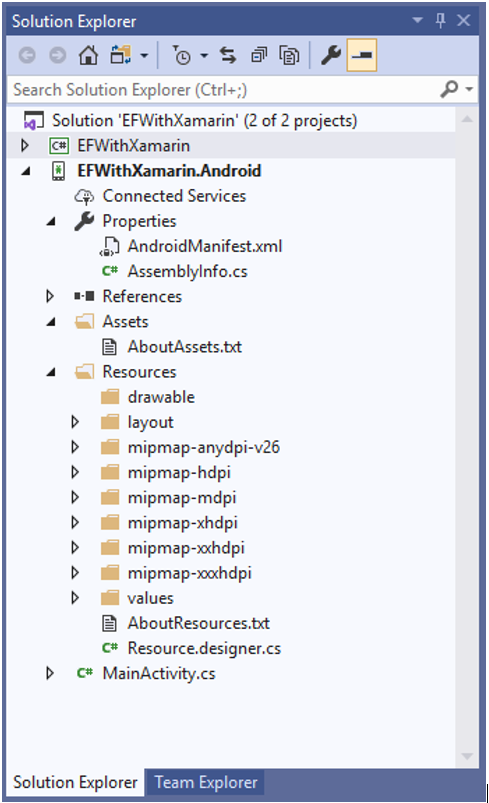 Solution Explorer
Search Solution Explorer (Ctrl+;)
Solution 'EFWithXamarin' (2 of 2 projects)
C# EFWithXamarin
EFWithXamarin.Android
Connected Services
Properties
AndroidManifest.xml
C# AssemblyInfo.cs
References
Assets
AboutAssets.txt
Resources
drawable
layout
mipmap-anydpi-v26
mipmap-hdpi
mipmap-mdpi
mipmap-xhdpi
mipmap-xxhdpi
mipmap-xxxhdpi
values
AboutResources.txt
C# Resource.designer.cs
C# MainActivity.cs
Solution Explorer Team Explorer